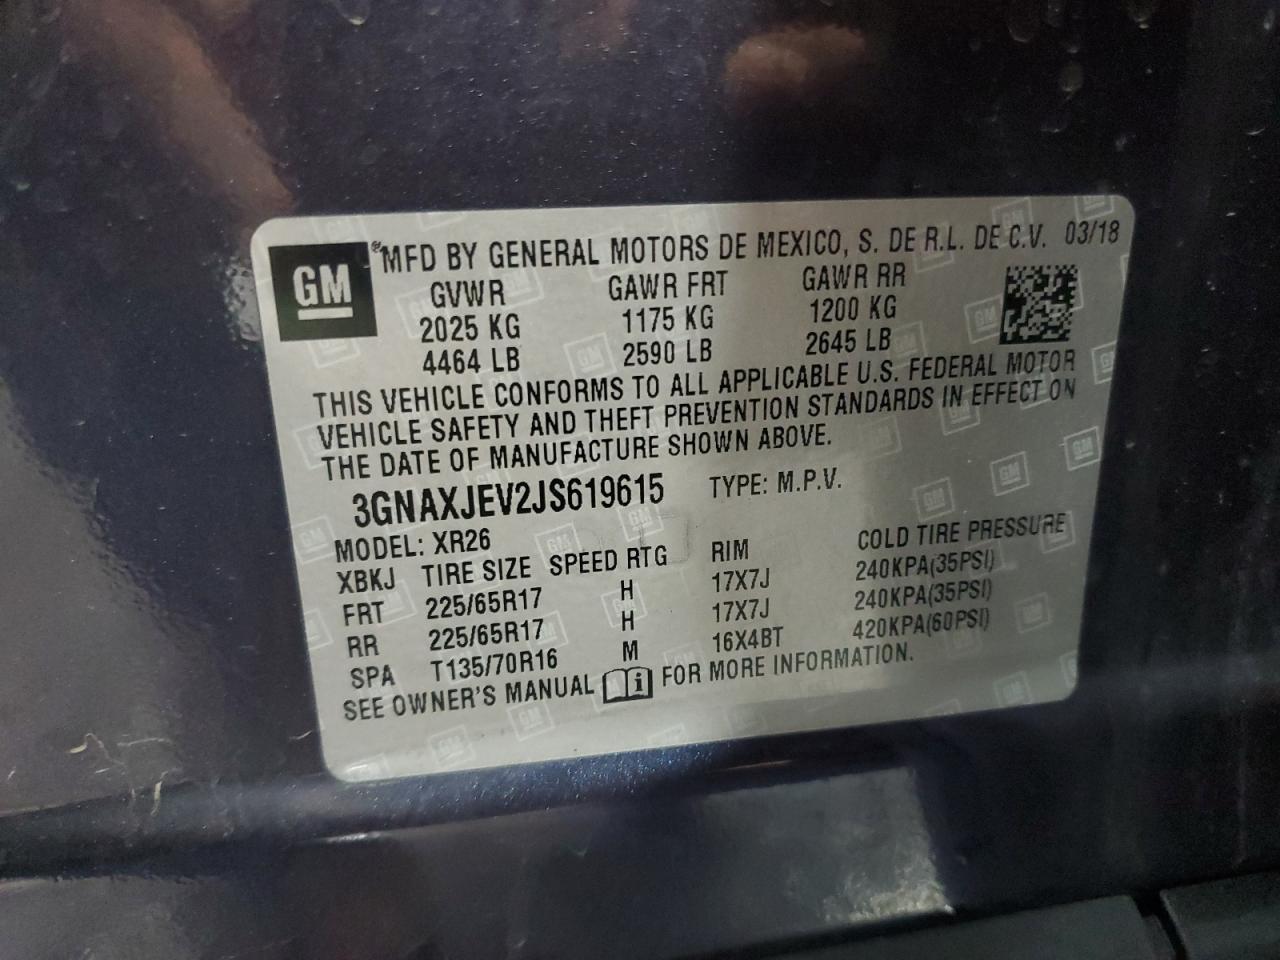 GM
® MFD BY GENERAL MOTORS DE MEXICO, S. DE R.L. DE C.V. 03/18
GVWR GAWR FRT GAWR RR
2025 KG 1175 KG 1200 KG
4464 LB 2590 LB 2645 LB
THIS VEHICLE CONFORMS TO ALL APPLICABLE U.S. FEDERAL MOTOR
VEHICLE SAFETY AND THEFT PREVENTION STANDARDS IN EFFECT ON
THE DATE OF MANUFACTURE SHOWN ABOVE.
3GNAXJEV2JS619615 TYPE: M.P.V.
MODEL: XR26
XBKJ TIRE SIZE SPEED RTG RIM COLD TIRE PRESSURE
FRT 225/65R17 H 17X7J 240KPA(35PSI)
RR 225/65R17 H 17X7J 240KPA(35PSI)
SPA T135/70R16 M 16X4BT 420KPA(60PSI)
SEE OWNER'S MANUAL i FOR MORE INFORMATION.